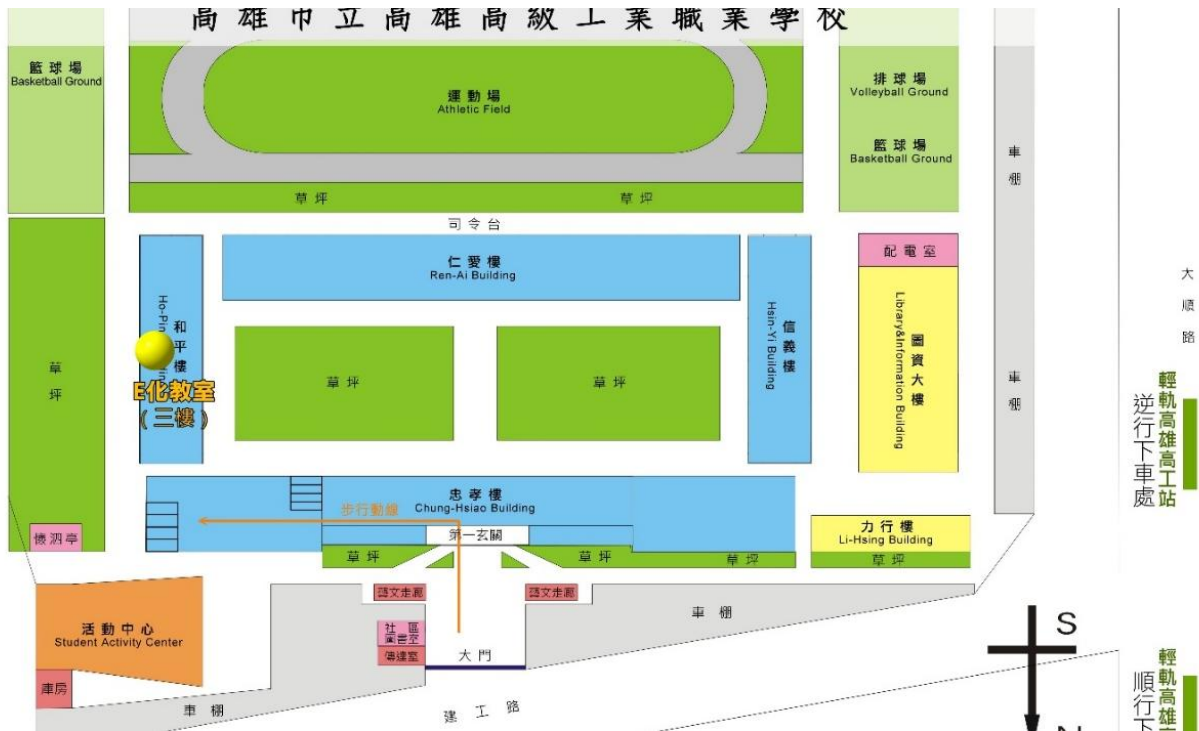 高雄市立高雄高級工業職業學校
籃球場
Basketball Ground
運動場
Athletic Field
排球場
Volleyball Ground
籃球場
Basketball Ground
車棚
草坪
草坪
司令台
仁愛樓
Ren-Ai Building
配電室
和平樓
信義樓
Hsin-Yi Building
圖資大樓
Library&Information Building
大順路
草坪
草坪
草坪
車棚
E化教室
(三樓)
輕軌高雄高工站
逆行下車處
忠孝樓
Chung-Hsiao Building
步行動線
第一玄關
力行樓
Li-Hsing Building
懷泗亭
草坪
草坪
草坪
草坪
藝文走廊
藝文走廊
車棚
社區
圖書室
傳達室
大門
活動中心
Student Activity Center
庫房
車棚
建工路
S
輕軌高雄
順行下